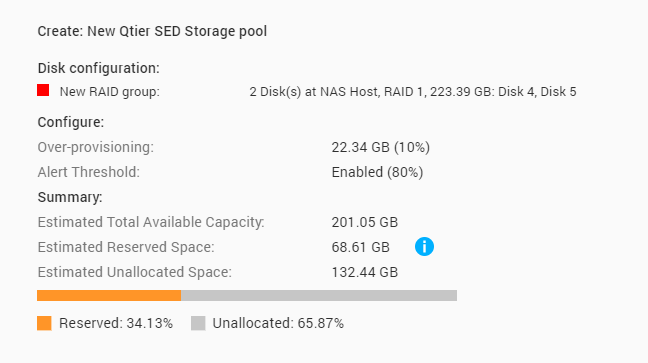 Create: New Qtier SED Storage pool
Disk configuration:
New RAID group: 2 Disk(s) at NAS Host, RAID 1, 223.39 GB: Disk 4, Disk 5
Configure:
Over-provisioning: 22.34 GB (10%)
Alert Threshold: Enabled (80%)
Summary:
Estimated Total Available Capacity: 201.05 GB
Estimated Reserved Space: 68.61 GB i
Estimated Unallocated Space: 132.44 GB
Reserved: 34.13% Unallocated: 65.87%